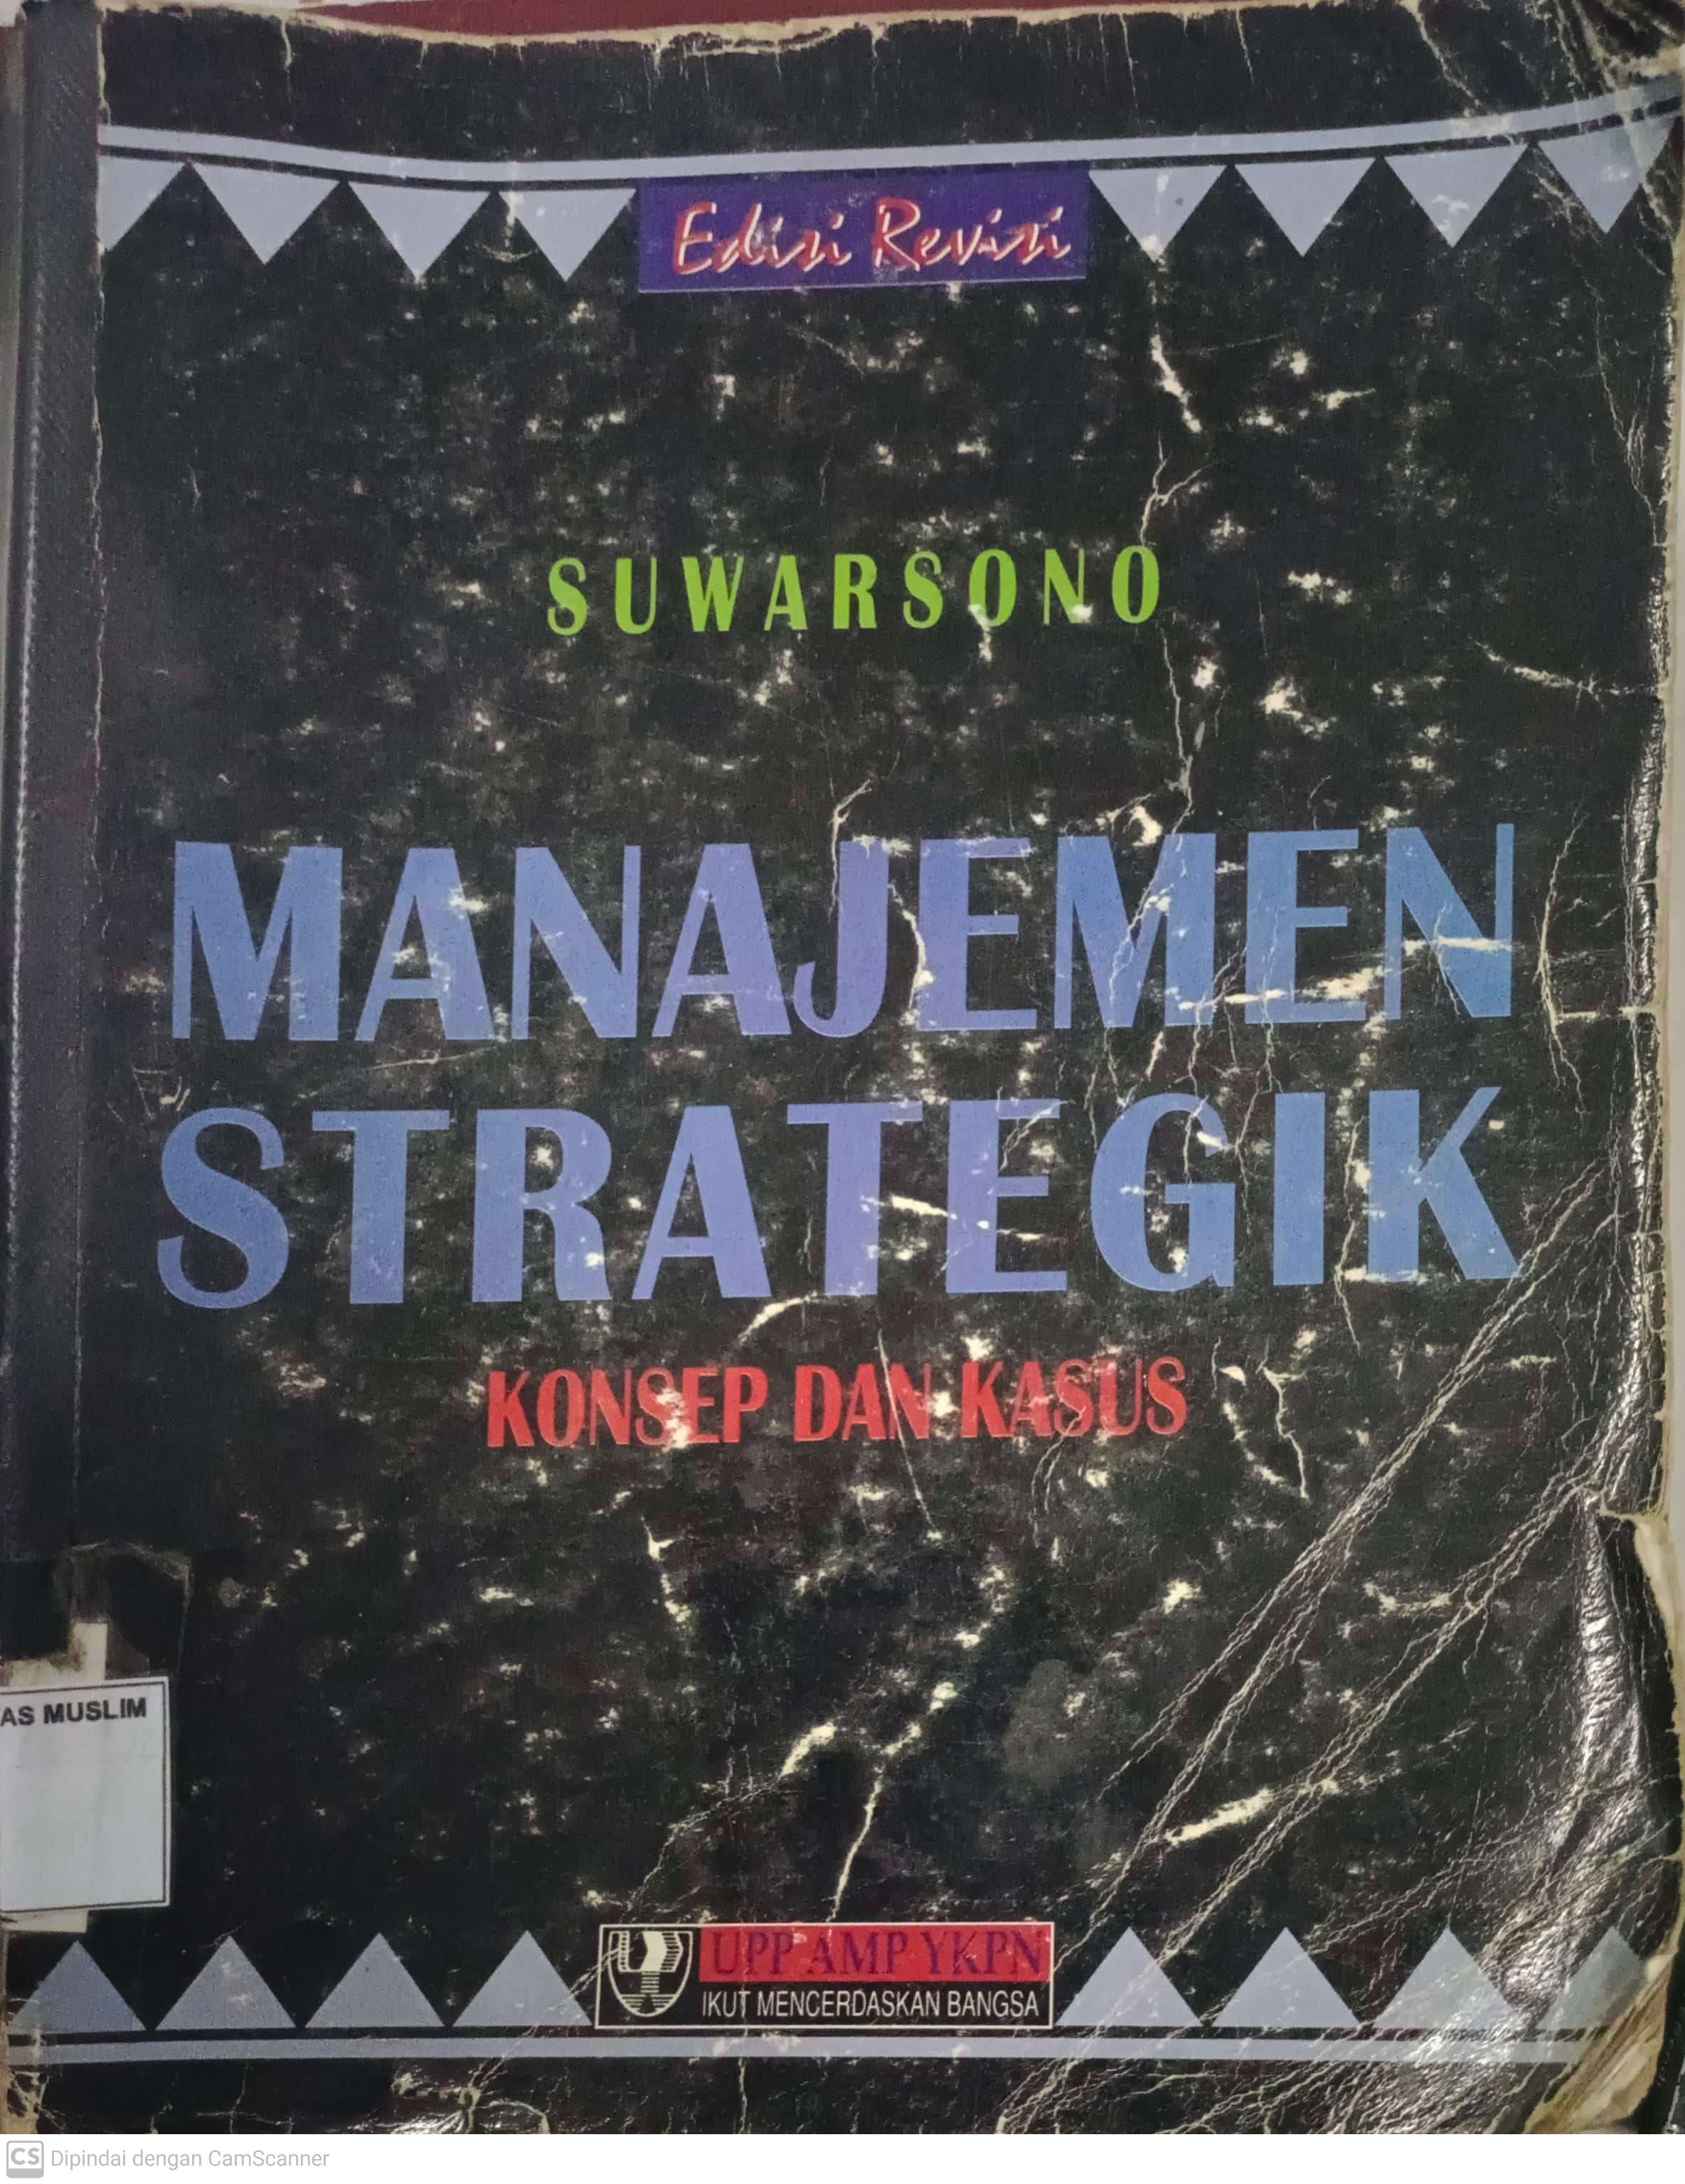 Edisi Revisi
SUWARSONO
MANAJEMEN
STRATEGIK
KONSEP DAN KASUS
AS MUSLIM
UPP AMP YKPN
IKUT MENCERDASKAN BANGSA
CS Dipindai dengan CamScanner